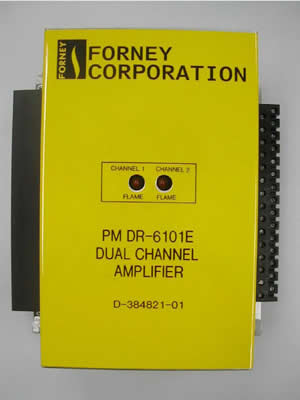 FORNEY
FORNEY
CORPORATION
CHANNEL 1 CHANNEL 2
FLAME FLAME
PM DR-6101E
DUAL CHANNEL
AMPLIFIER
D-384821-01